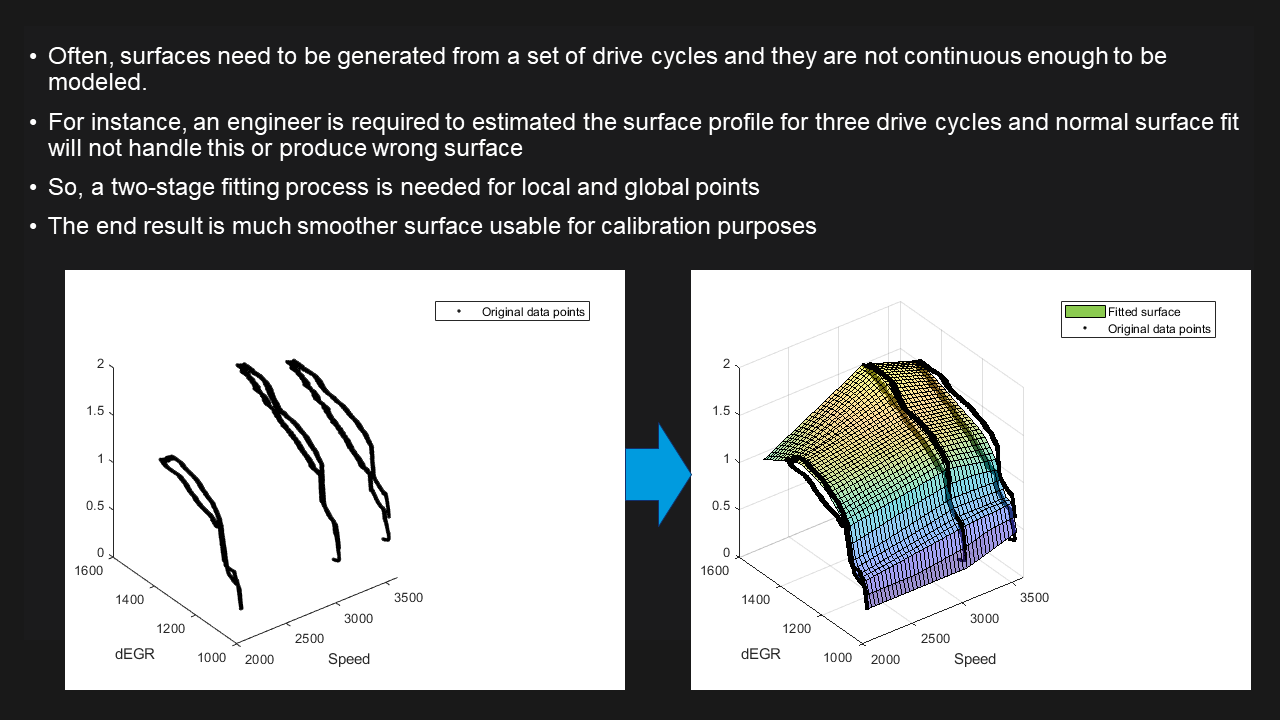 • Often, surfaces need to be generated from a set of drive cycles and they are not continuous enough to be
modeled.
• For instance, an engineer is required to estimated the surface profile for three drive cycles and normal surface fit
will not handle this or produce wrong surface
• So, a two-stage fitting process is needed for local and global points
• The end result is much smoother surface usable for calibration purposes
Original data points
2
1.5
1
0.5
0
1600
1400
1200
1000
dEGR
2000
2500
3000
3500
Speed
Fitted surface
Original data points
2
1.5
1
0.5
0
1600
1400
1200
1000
dEGR
2000
2500
3000
3500
Speed